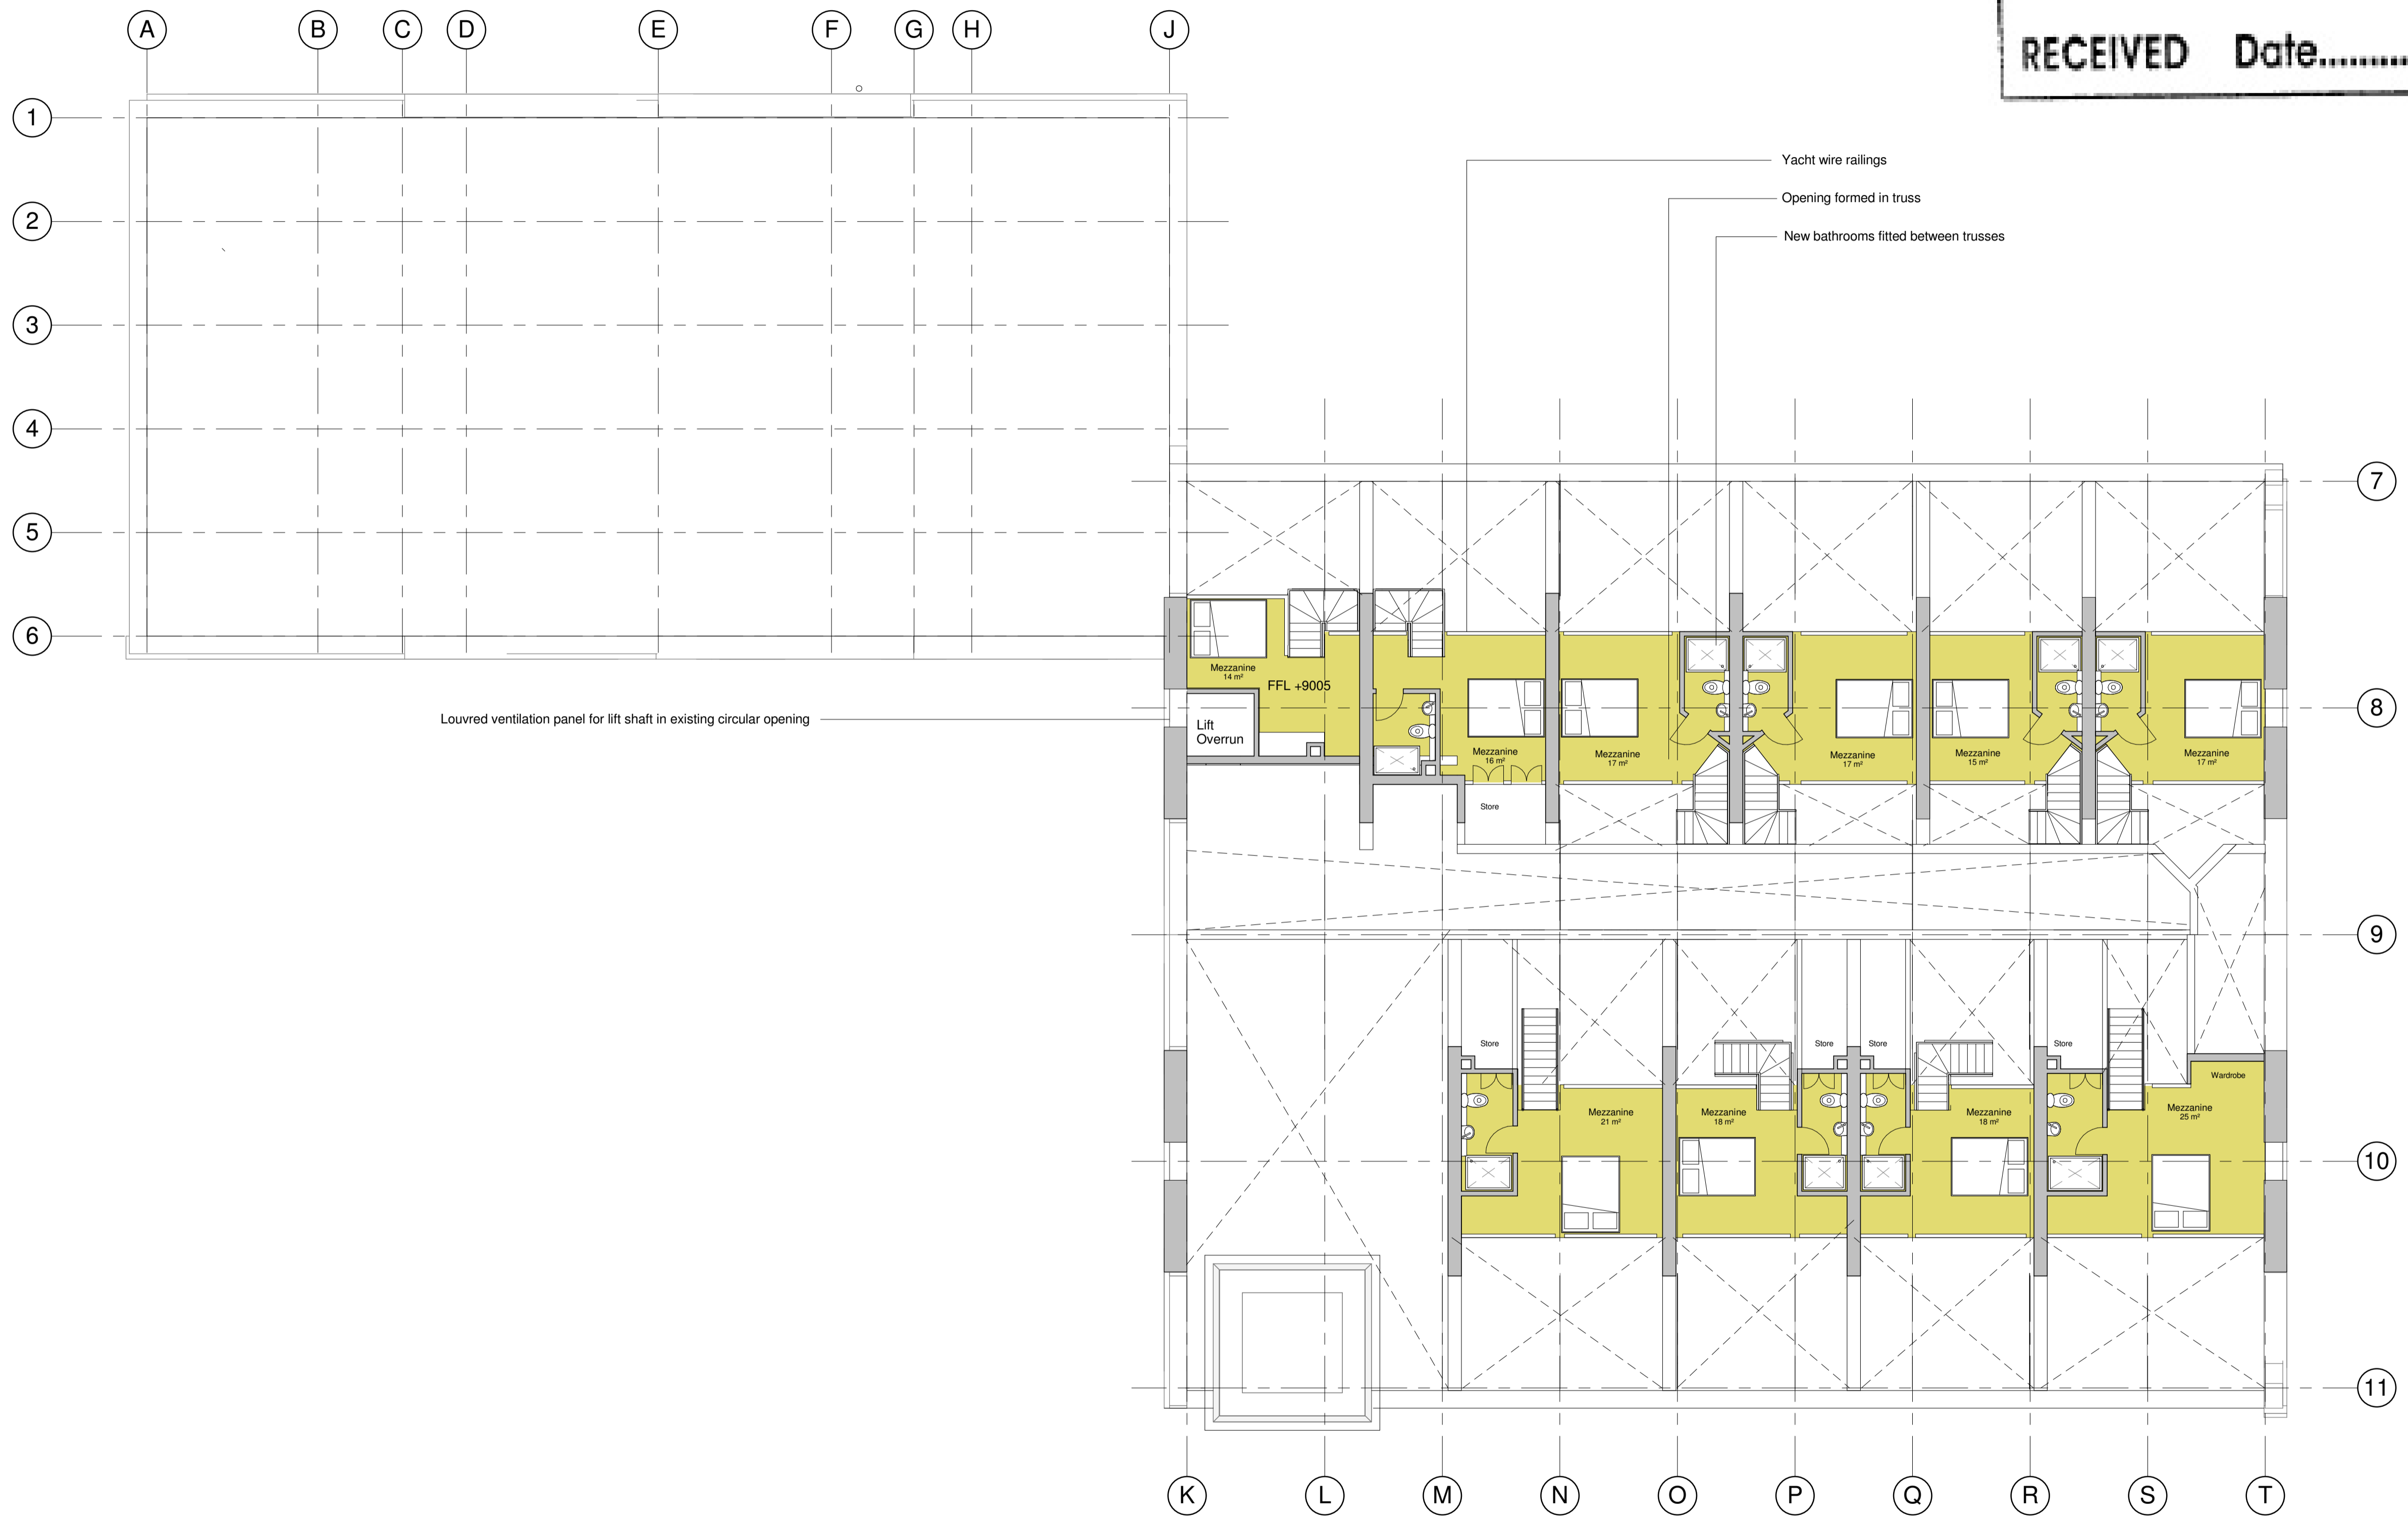 RECEIVED Date..........
A B C D E F G H J
1
2
3
4
5
6
Yacht wire railings
Opening formed in truss
New bathrooms fitted between trusses
7
8
9
10
11
Louvred ventilation panel for lift shaft in existing circular opening
Mezzanine
14 m²
FFL +9005
Lift
Overrun
Mezzanine
16 m²
Store
Mezzanine
17 m²
Mezzanine
17 m²
Mezzanine
15 m²
Mezzanine
17 m²
Store
Store
Store
Store
Wardrobe
Mezzanine
21 m²
Mezzanine
18 m²
Mezzanine
18 m²
Mezzanine
25 m²
K L M N O P Q R S T